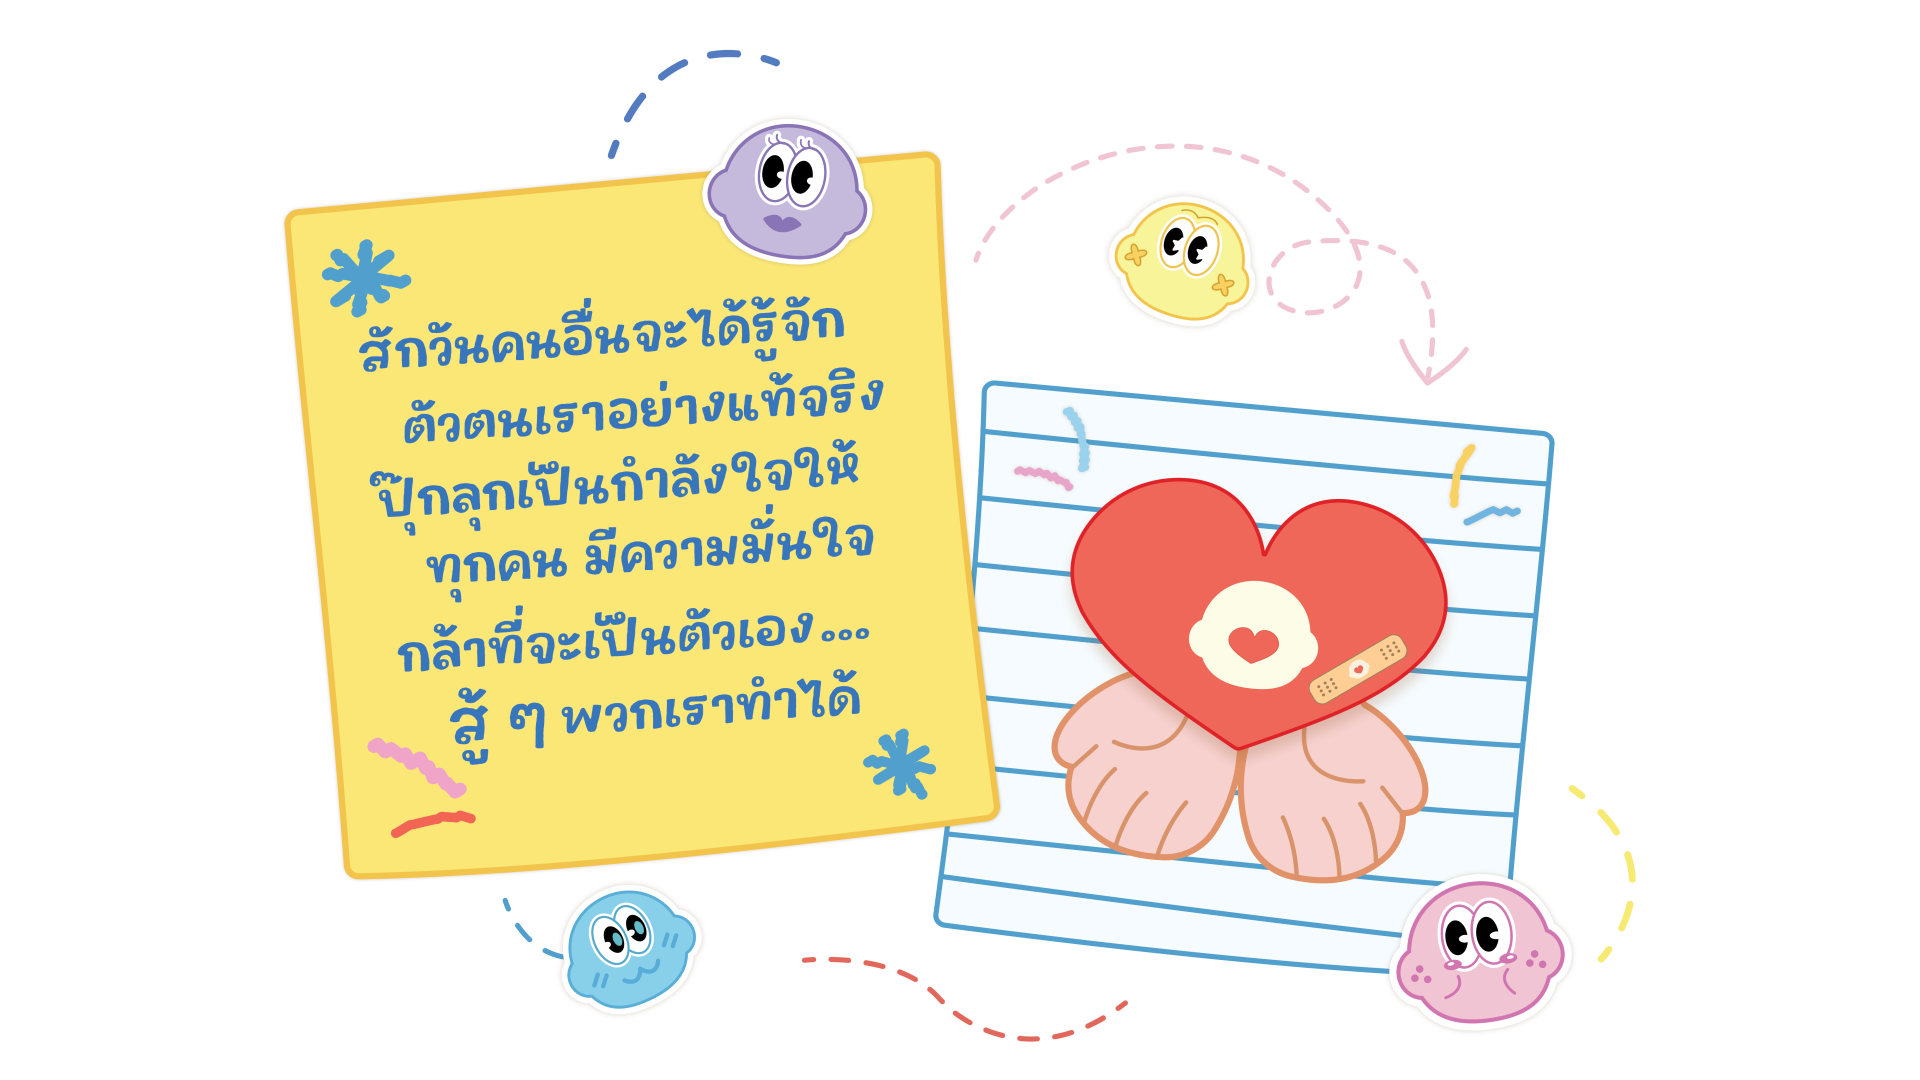 สักวันคนอื่นจะได้รู้จัก
ตัวตนเราอย่างแท้จริง
ปุ๊กลุกเป็นกำลังใจให้
ทุกคน มีความมั่นใจ
กล้าที่จะเป็นตัวเอง...
สู้ ๆ พวกเราทำได้